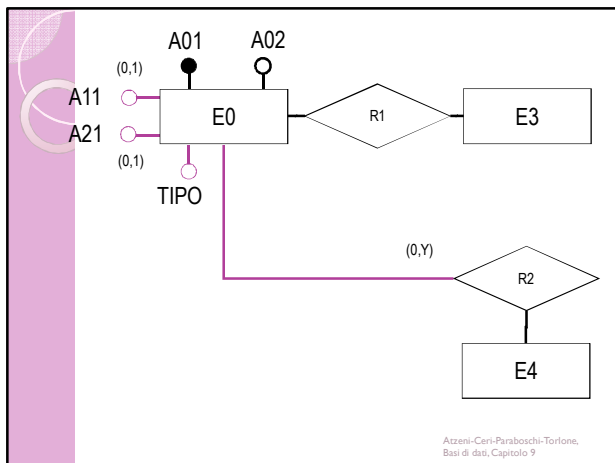 A01
A02
(0,1)
A11
E0
R1
E3
A21
(0,1)
TIPO
(0,Y)
R2
E4
Atzeni-Ceri-Paraboschi-Torlone,
Basi di dati, Capitolo 9